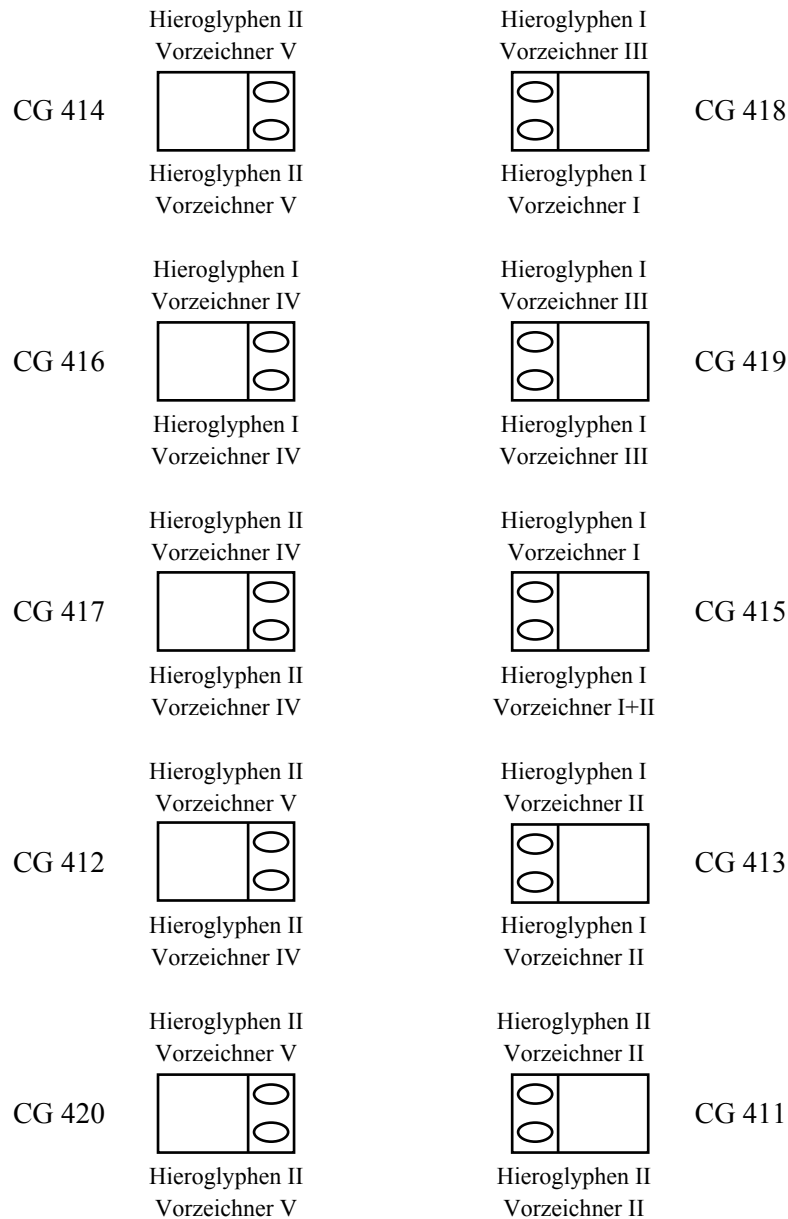 Hieroglyphen II
Vorzeichner V
CG 414
Hieroglyphen II
Vorzeichner V
Hieroglyphen I
Vorzeichner III
CG 418
Hieroglyphen I
Vorzeichner I
Hieroglyphen I
Vorzeichner IV
CG 416
Hieroglyphen I
Vorzeichner IV
Hieroglyphen I
Vorzeichner III
CG 419
Hieroglyphen I
Vorzeichner III
Hieroglyphen II
Vorzeichner IV
CG 417
Hieroglyphen II
Vorzeichner IV
Hieroglyphen I
Vorzeichner I
CG 415
Hieroglyphen I
Vorzeichner I+II
Hieroglyphen II
Vorzeichner V
CG 412
Hieroglyphen II
Vorzeichner IV
Hieroglyphen I
Vorzeichner II
CG 413
Hieroglyphen I
Vorzeichner II
Hieroglyphen II
Vorzeichner V
CG 420
Hieroglyphen II
Vorzeichner V
Hieroglyphen II
Vorzeichner II
CG 411
Hieroglyphen II
Vorzeichner II